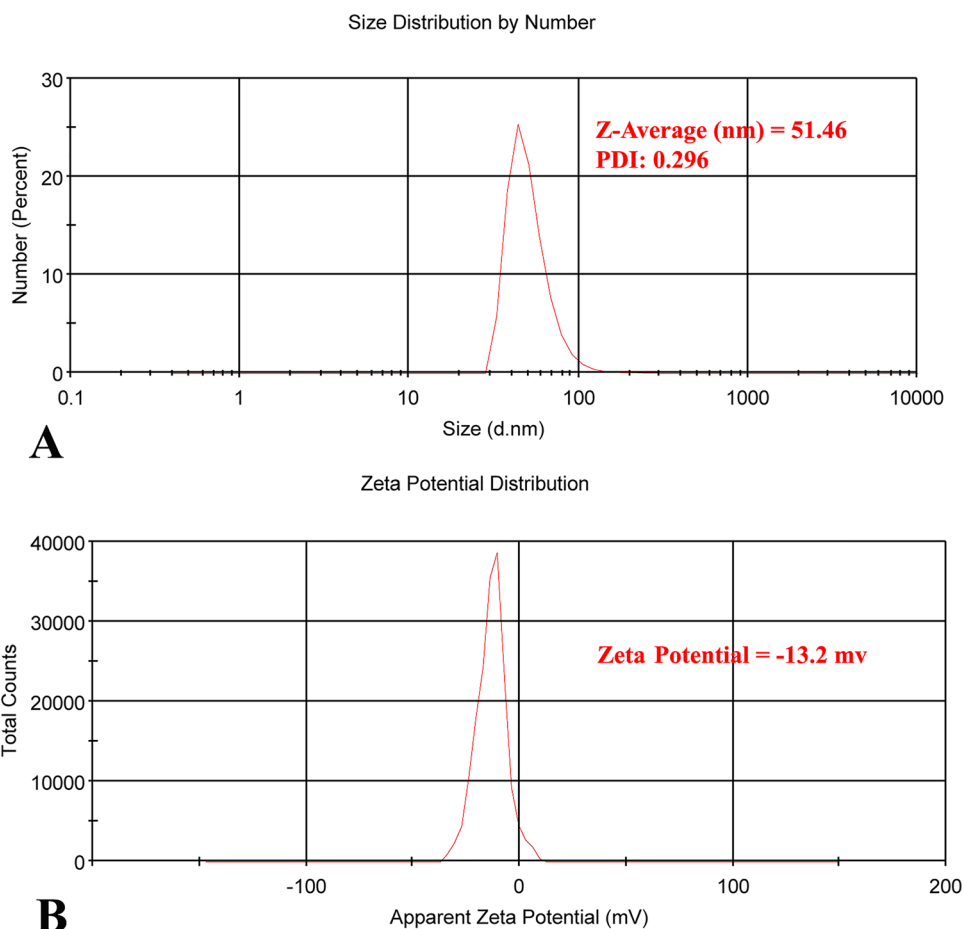 Size Distribution by Number
30
20
10
0
Number (Percent)
Z-Average (nm) = 51.46
PDI: 0.296
0.1 1 10 100 1000 10000
Size (d.nm)
A
Zeta Potential Distribution
40000
30000
20000
10000
0
Total Counts
Zeta Potential = -13.2 mv
-100 0 100 200
Apparent Zeta Potential (mV)
B